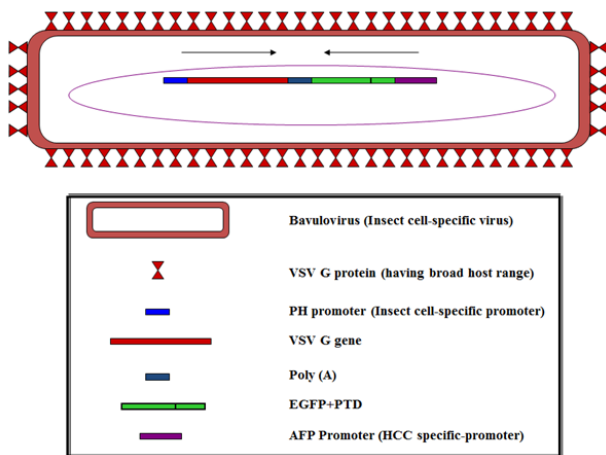 Bavulovirus (Insect cell-specific virus)
VSV G protein (having broad host range)
PH promoter (Insect cell-specific promoter)
VSV G gene
Poly (A)
EGFP+PTD
AFP Promoter (HCC specific-promoter)